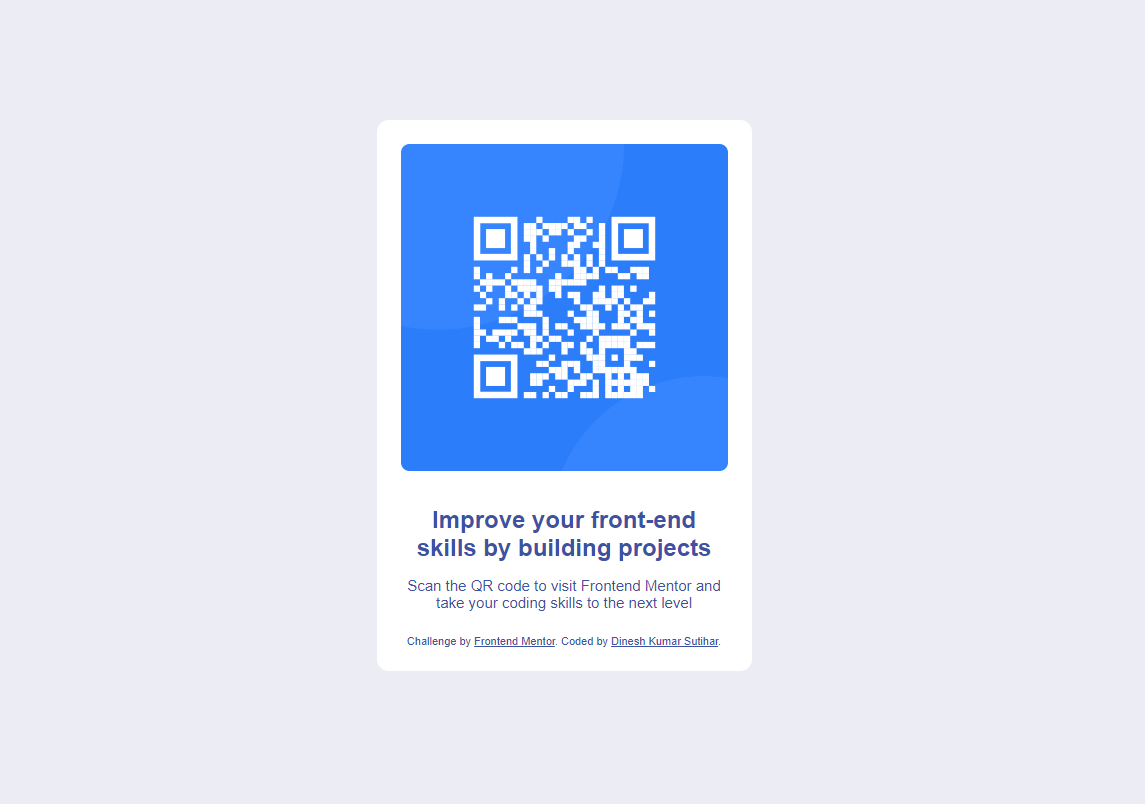 Improve your front-end
skills by building projects
Scan the QR code to visit Frontend Mentor and
take your coding skills to the next level
Challenge by Frontend Mentor. Coded by Dinesh Kumar Sutihar.